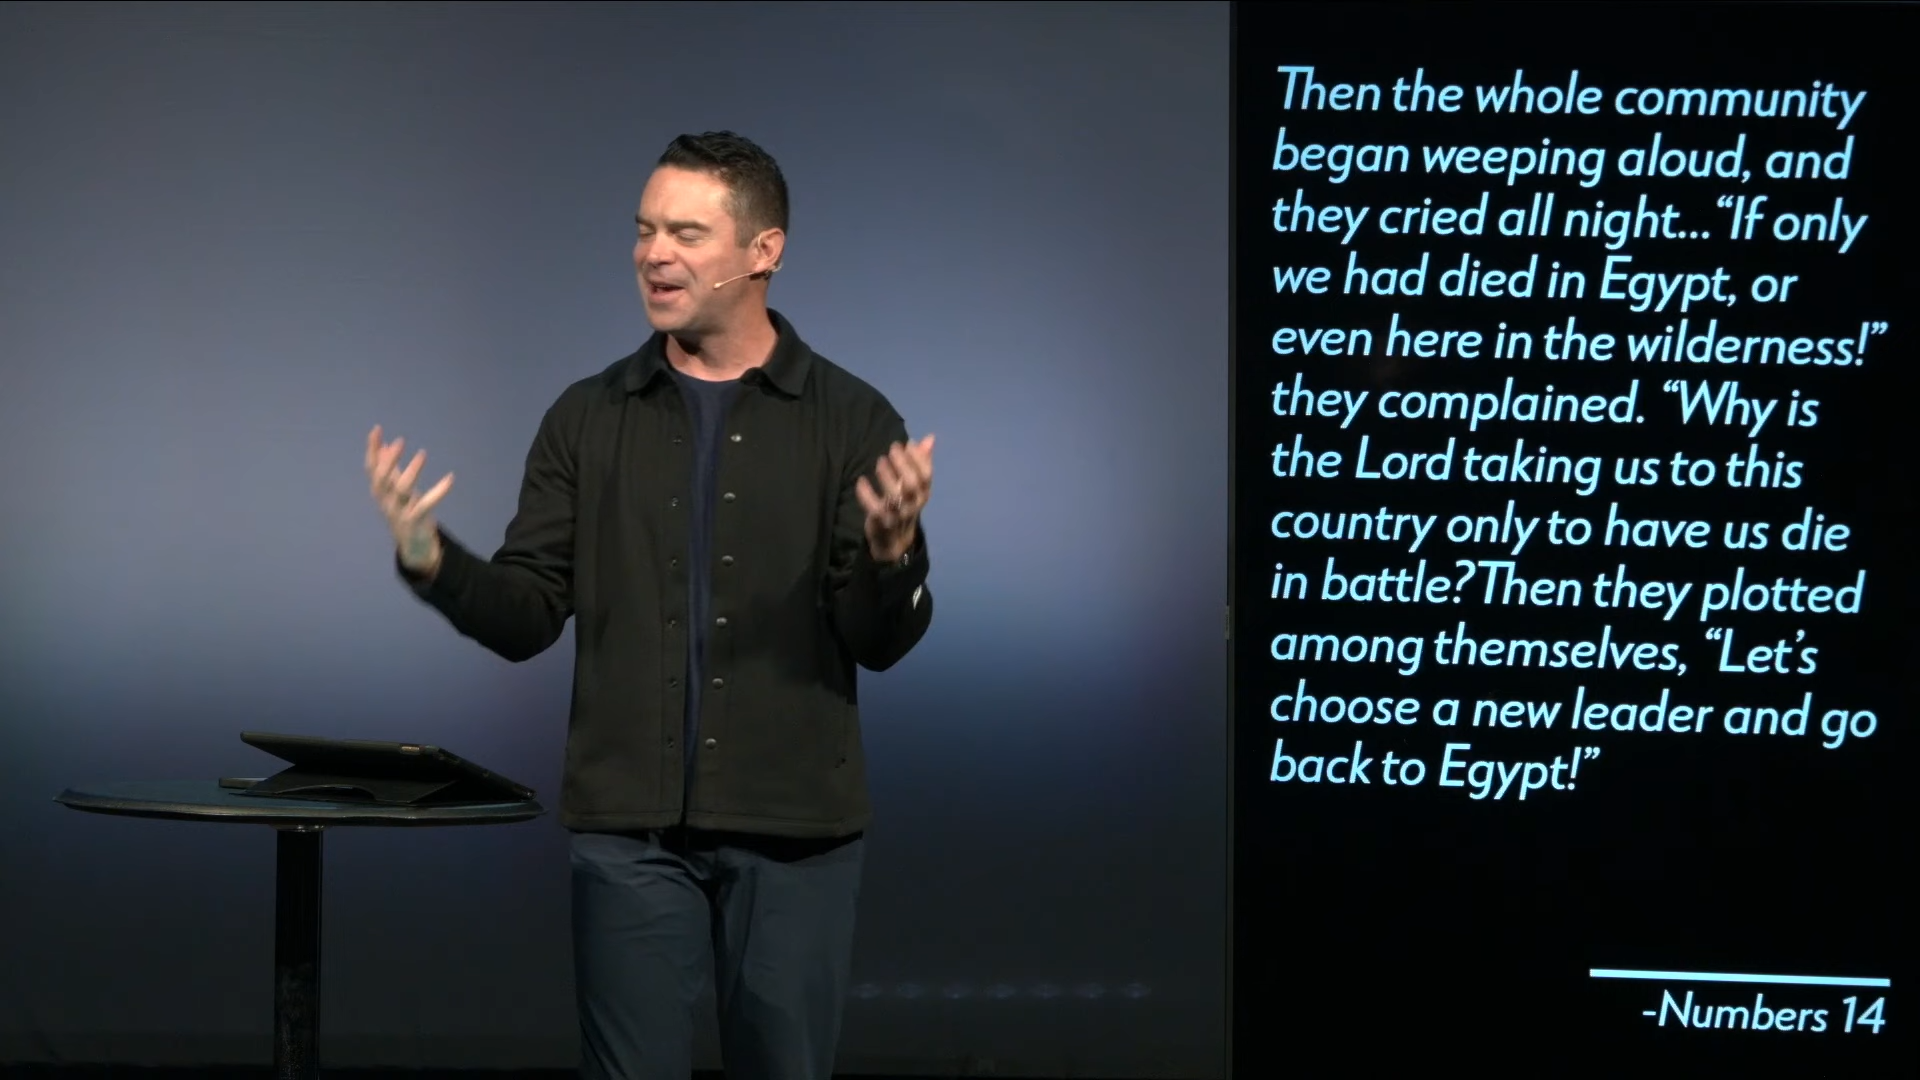 Then the whole community
began weeping aloud, and
they cried all night... “If only
we had died in Egypt, or
even here in the wilderness!”
they complained. “Why is
the Lord taking us to this
country only to have us die
in battle? Then they plotted
among themselves, “Let’s
choose a new leader and go
back to Egypt!”
-Numbers 14